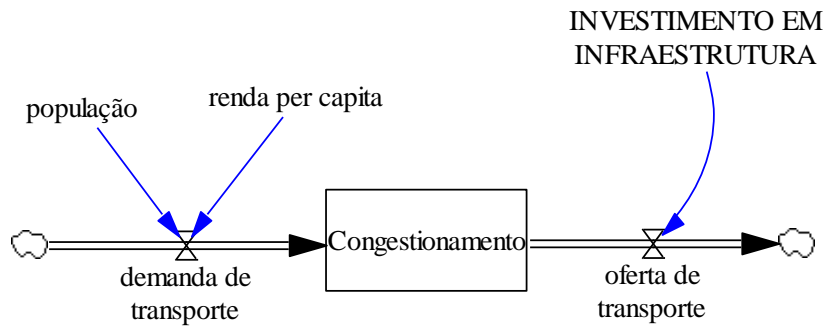 INVESTIMENTO EM
INFRAESTRUTURA
população
renda per capita
Congestionamento
demanda de
transporte
oferta de
transporte